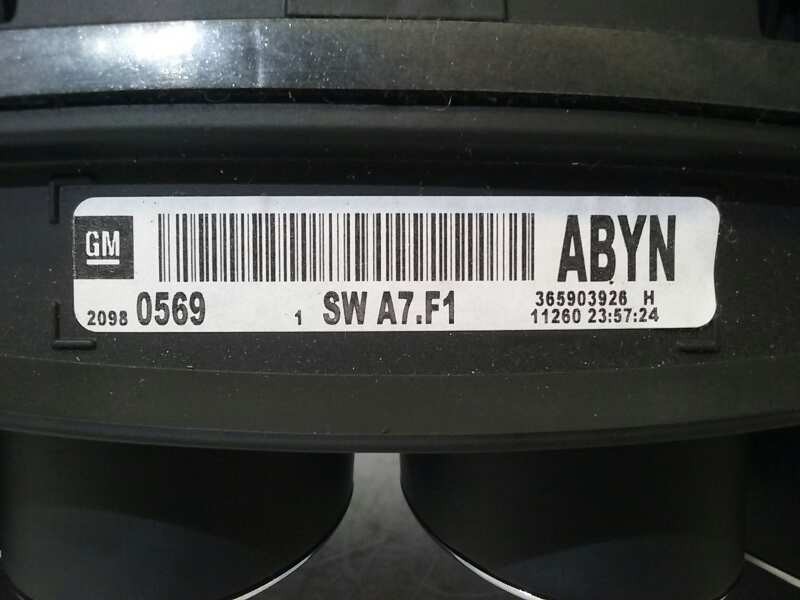 GM
ABYN
2098 0569 1 SW A7.F1
365903926 H
11260 23:57:24